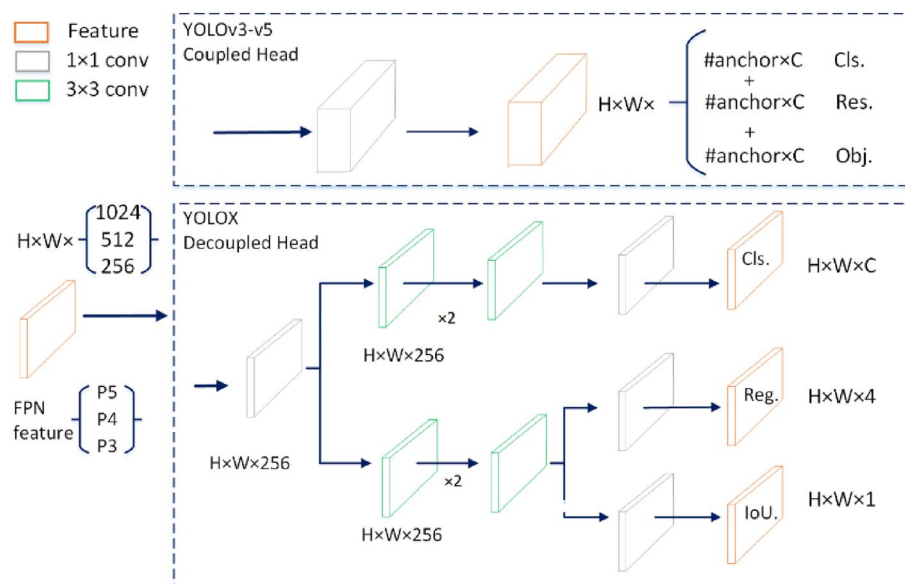 Feature
1×1 conv
3×3 conv
YOLOv3-v5
Coupled Head
H×W×
#anchor×C Cls.
+
#anchor×C Res.
+
#anchor×C Obj.
H×W×
1024
512
256
FPN
feature
P5
P4
P3
YOLOX
Decoupled Head
H×W×256
×2
H×W×256
Cls.
H×W×C
×2
H×W×256
Reg.
H×W×4
IoU.
H×W×1